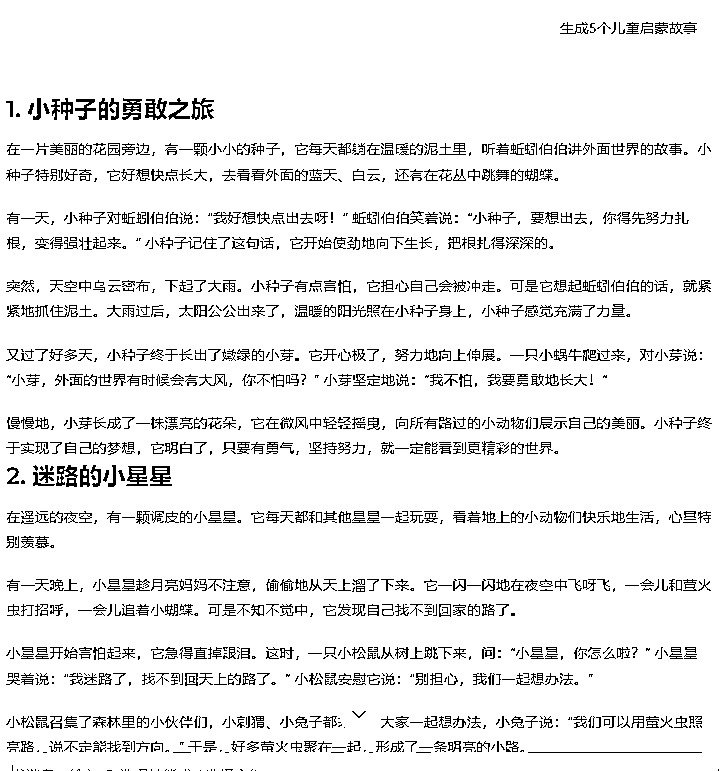 生成5个儿童启蒙故事
1. 小种子的勇敢之旅
在一片美丽的花园旁边，有一颗小小的种子，它每天都躺在温暖的泥土里，听着蚯蚓伯伯讲外面世界的故事。小
种子特别好奇，它好想快点长大，去看看外面的蓝天、白云，还有在花丛中跳舞的蝴蝶。
有一天，小种子对蚯蚓伯伯说：“我好想快点出去呀！”蚯蚓伯伯笑着说：“小种子，要想出去，你得先努力扎
根，变得强壮起来。”小种子记住了这句话，它开始使劲地向下生长，把根扎得深深的。
突然，天空中乌云密布，下起了大雨。小种子有点害怕，它担心自己会被冲走。可是它想起蚯蚓伯伯的话，就紧
紧地抓住泥土。大雨过后，太阳公公出来了，温暖的阳光照在小种子身上，小种子感觉充满了力量。
又过了好多天，小种子终于长出了嫩绿的小芽。它开心极了，努力地向上伸展。一只小蜗牛爬过来，对小芽说：
“小芽，外面的世界有时候会有大风，你不怕吗？”小芽坚定地说：“我不怕，我要勇敢地长大！”
慢慢地，小芽长成了一株漂亮的花朵，它在微风中轻轻摇曳，向所有路过的小动物们展示自己的美丽。小种子终
于实现了自己的梦想，它明白了，只要有勇气，坚持努力，就一定能看到更精彩的世界。
2. 迷路的小星星
在遥远的夜空，有一颗调皮的小星星。它每天都和其他星星一起玩耍，看着地上的小动物们快乐地生活，心里特
别羡慕。
有一天晚上，小星星趁月亮妈妈不注意，偷偷地从天上溜了下来。它一闪一闪地在夜空中飞呀飞，一会儿和萤火
虫打招呼，一会儿追着小蝴蝶。可是不知不觉中，它发现自己找不到回家的路了。
小星星开始害怕起来，它急得直掉眼泪。这时，一只小松鼠从树上跳下来，问：“小星星，你怎么啦？”小星星
哭着说：“我迷路了，找不到回天上的路了。”小松鼠安慰它说：“别担心，我们一起想办法。”
小松鼠召集了森林里的小伙伴们，小刺猬、小兔子都 大家一起想办法，小兔子说：“我们可以用萤火虫照
亮路，说不定能找到方向。”于是，好多萤火虫聚在一起，形成了一条明亮的小路。